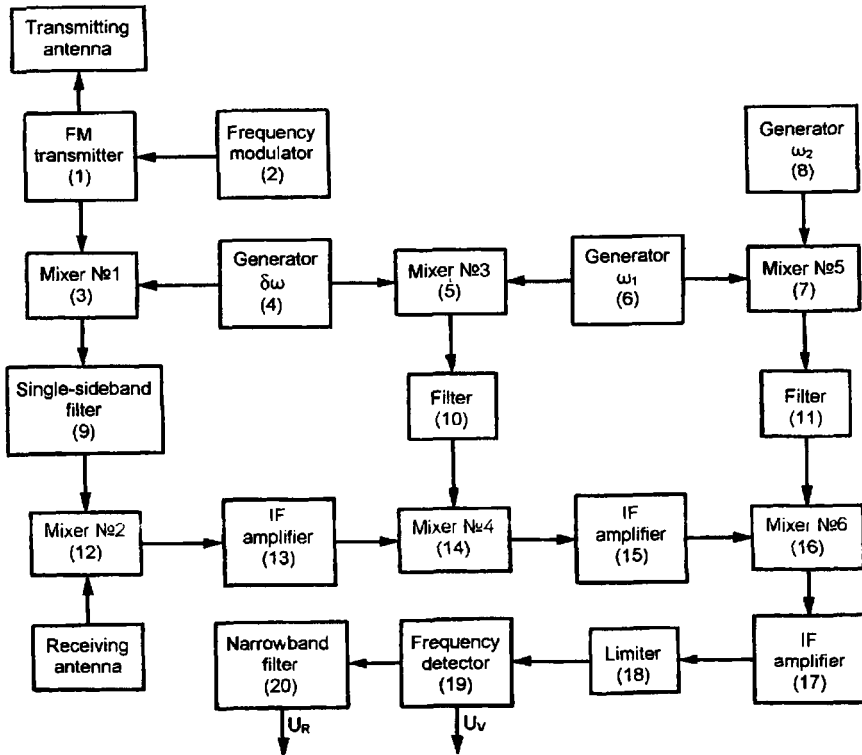 Transmitting
antenna
FM
transmitter
(1)
Frequency
modulator
(2)
Generator
ω₂
(8)
Mixer №1
(3)
Generator
δω
(4)
Mixer №3
(5)
Generator
ω₁
(6)
Mixer №5
(7)
Single-sideband
filter
(9)
Filter
(10)
Filter
(11)
Mixer №2
(12)
IF
amplifier
(13)
Mixer №4
(14)
IF
amplifier
(15)
Mixer №6
(16)
Receiving
antenna
Narrowband
filter
(20)
Frequency
detector
(19)
Limiter
(18)
IF
amplifier
(17)
U_R
U_V